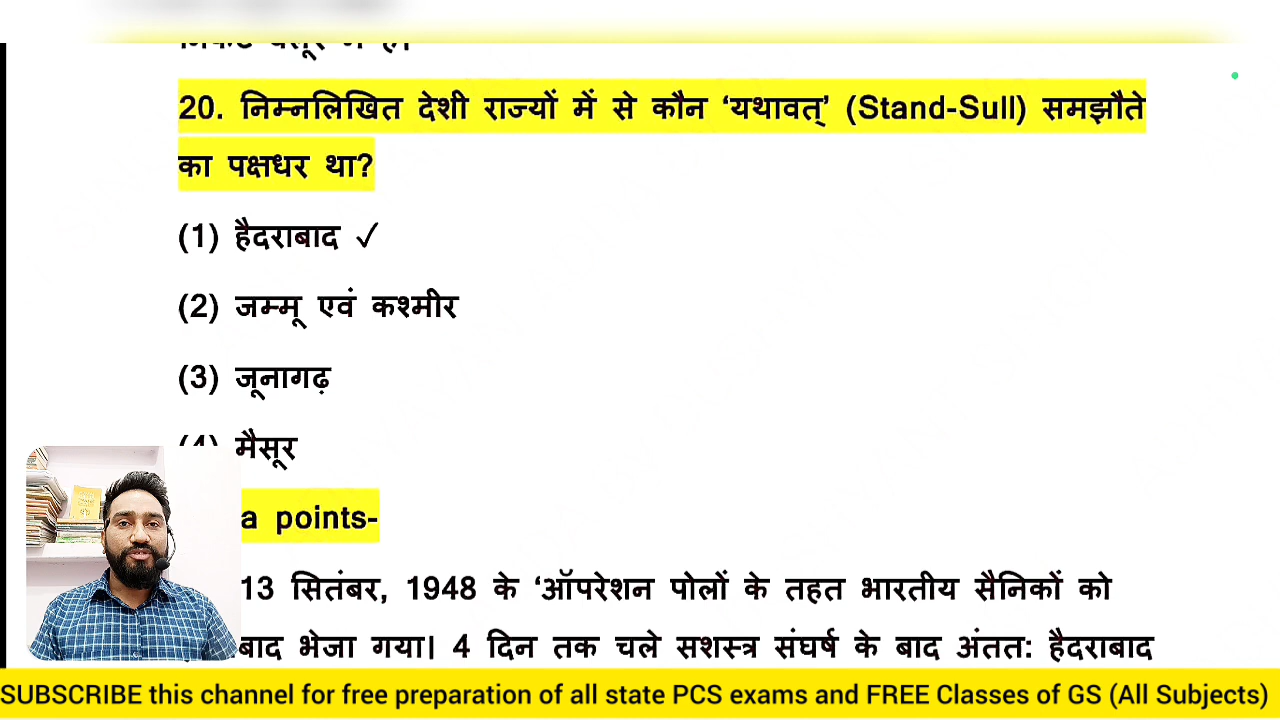 20. निम्नलिखित देशी राज्यों में से कौन ‘यथावत्’ (Stand-Sull) समझौते
का पक्षधर था?
(1) हैदराबाद ✓
(2) जम्मू एवं कश्मीर
(3) जूनागढ़
(4) मैसूर
a points-
13 सितंबर, 1948 के ‘ऑपरेशन पोलों के तहत भारतीय सैनिकों को
बाद भेजा गया। 4 दिन तक चले सशस्त्र संघर्ष के बाद अंतत: हैदराबाद
SUBSCRIBE this channel for free preparation of all state PCS exams and FREE Classes of GS (All Subjects)